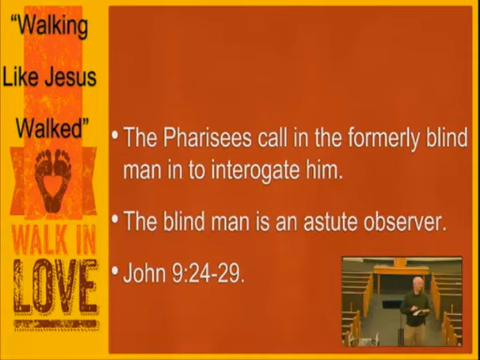 “Walking
Like Jesus
Walked”
WALK IN
LOVE
• The Pharisees call in the formerly blind
man in to interogate him.
• The blind man is an astute observer.
• John 9:24-29.